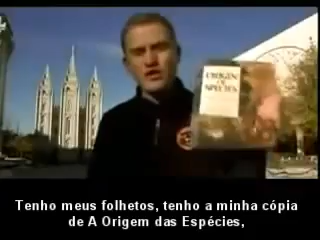 ORIGIN OF
SPECIES
Tenho meus folhetos, tenho a minha cópia
de A Origem das Espécies,